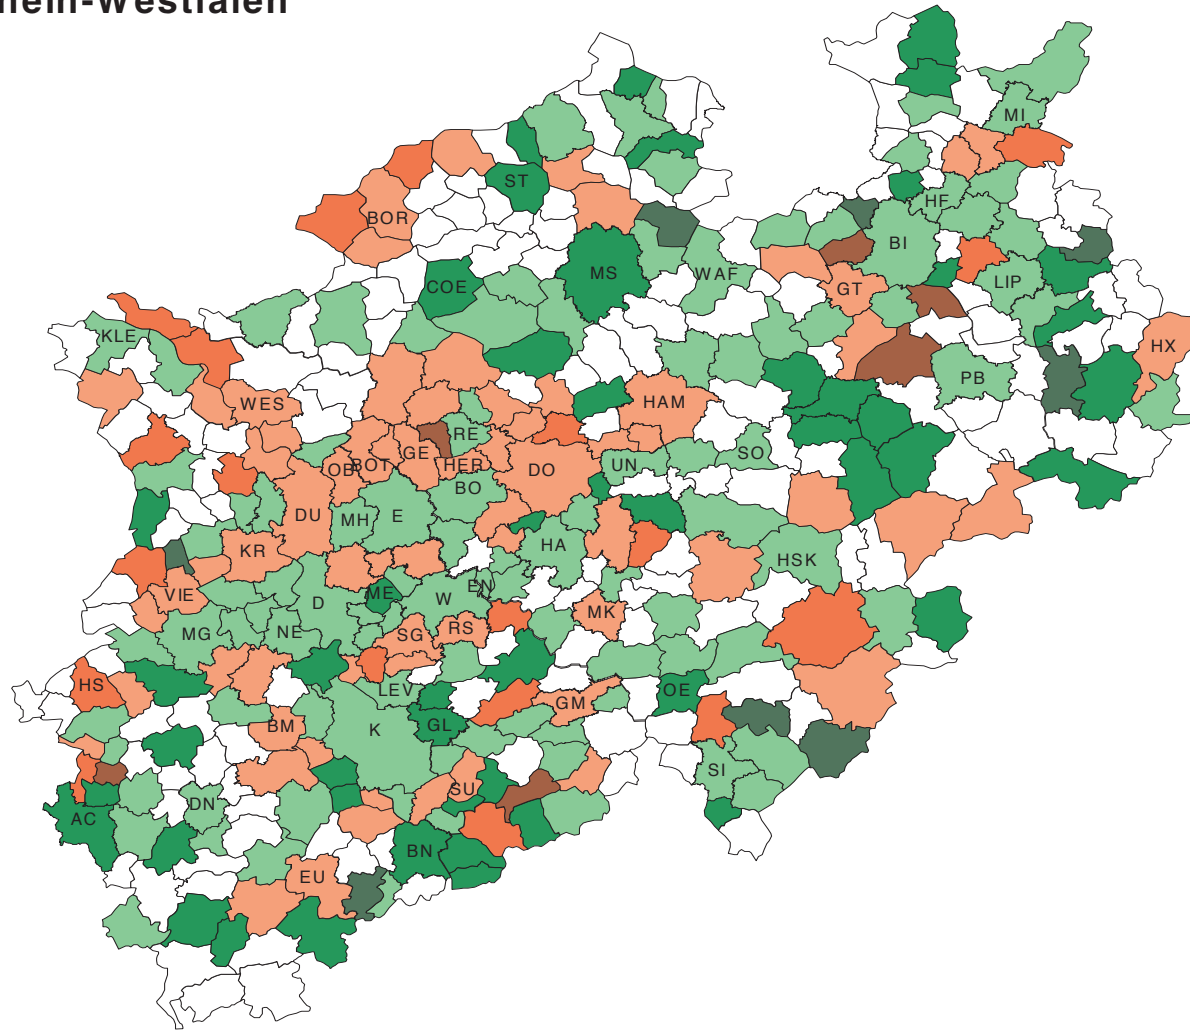 hein-Westfalen
MI
ST
HF
BOR
BI
MS
WAF
LIP
COE
GT
KLE
HX
PB
WES
HAM
RE
GE
SO
BOT
HER
OB
UN
DO
BO
DU
MH
E
HA
KR
HSK
EN
ME
VIE
W
D
MK
RS
NE
MG
SG
HS
LEV
OE
GM
GL
BM
K
SI
SU
DN
AC
BN
EU